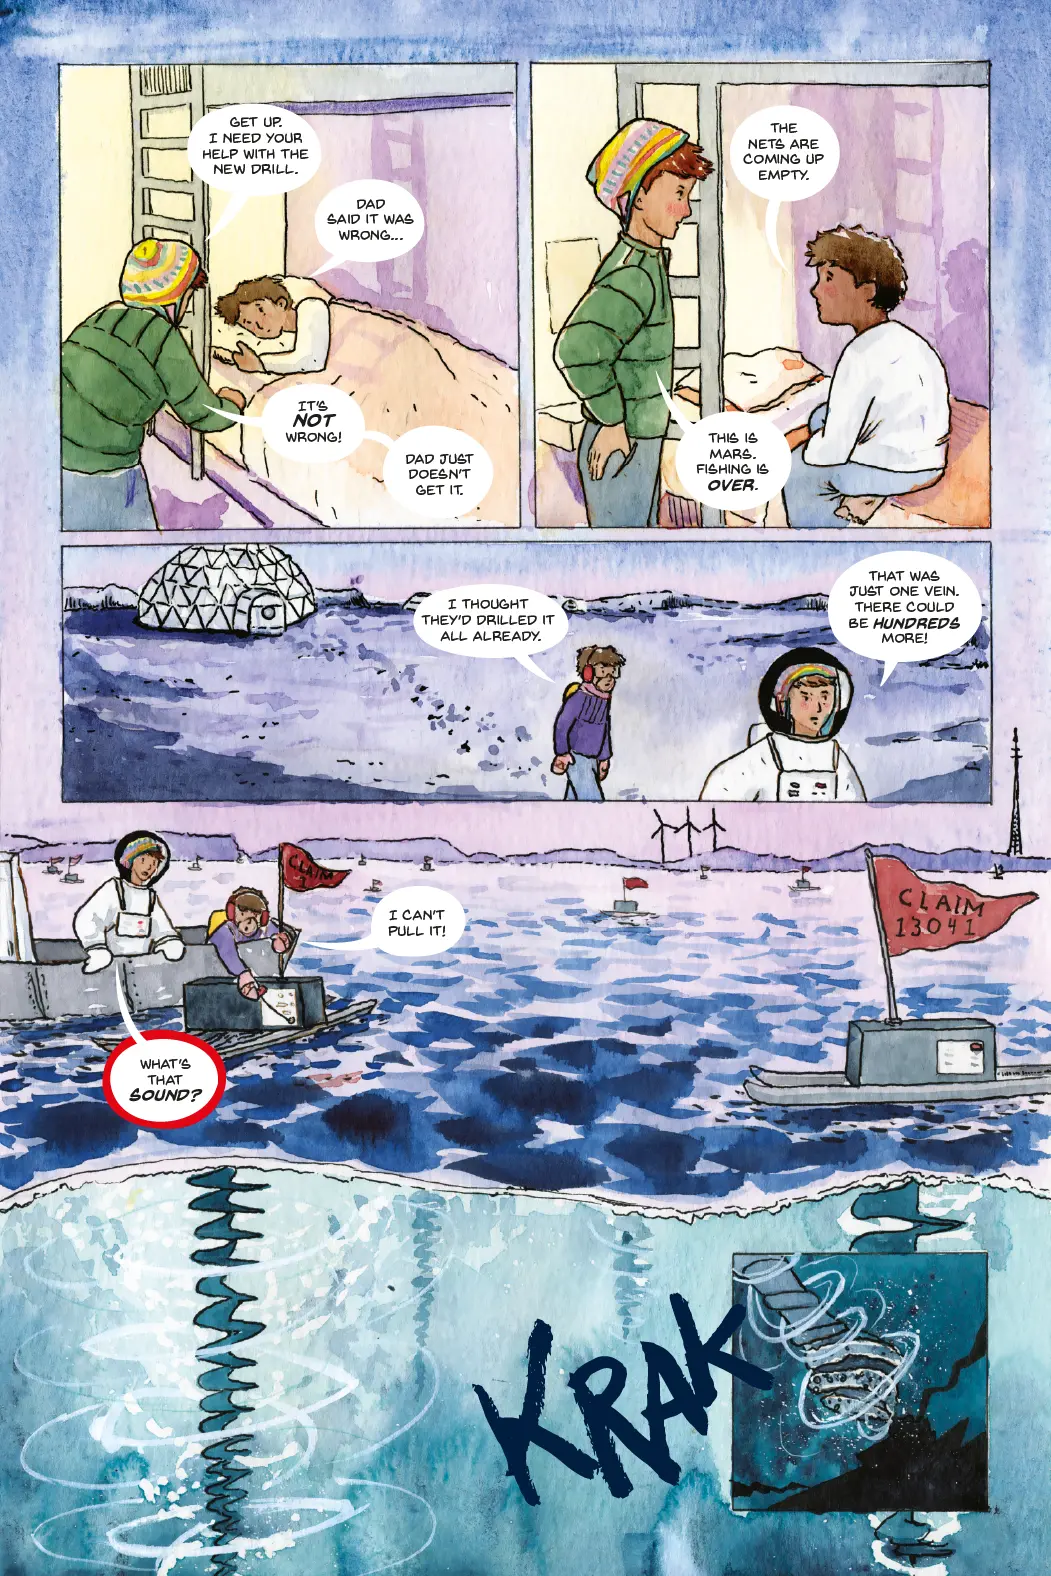 GET UP.
I NEED YOUR
HELP WITH THE
NEW DRILL.
DAD
SAID IT WAS
WRONG...
IT'S
NOT
WRONG!
DAD JUST
DOESN'T
GET IT.
THE
NETS ARE
COMING UP
EMPTY.
THIS IS
MARS.
FISHING IS
OVER.
I THOUGHT
THEY'D DRILLED IT
ALL ALREADY.
THAT WAS
JUST ONE VEIN.
THERE COULD
BE HUNDREDS
MORE!
CLAIM
1
I CAN'T
PULL IT!
CLAIM
13041
WHAT'S
THAT
SOUND?
KRAK